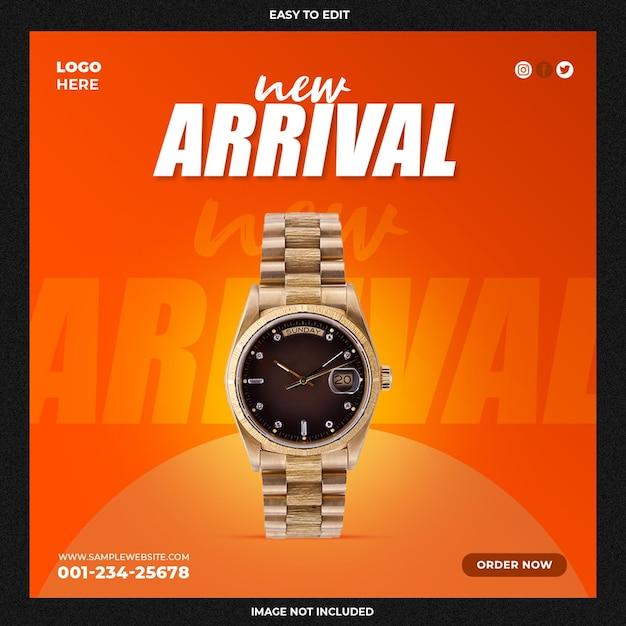 EASY TO EDIT
LOGO
HERE
new
ARRIVAL
new
ARRIVAL
SUNDAY
20
WWW.SAMPLEWEBSITE.COM
001-234-25678
ORDER NOW
IMAGE NOT INCLUDED